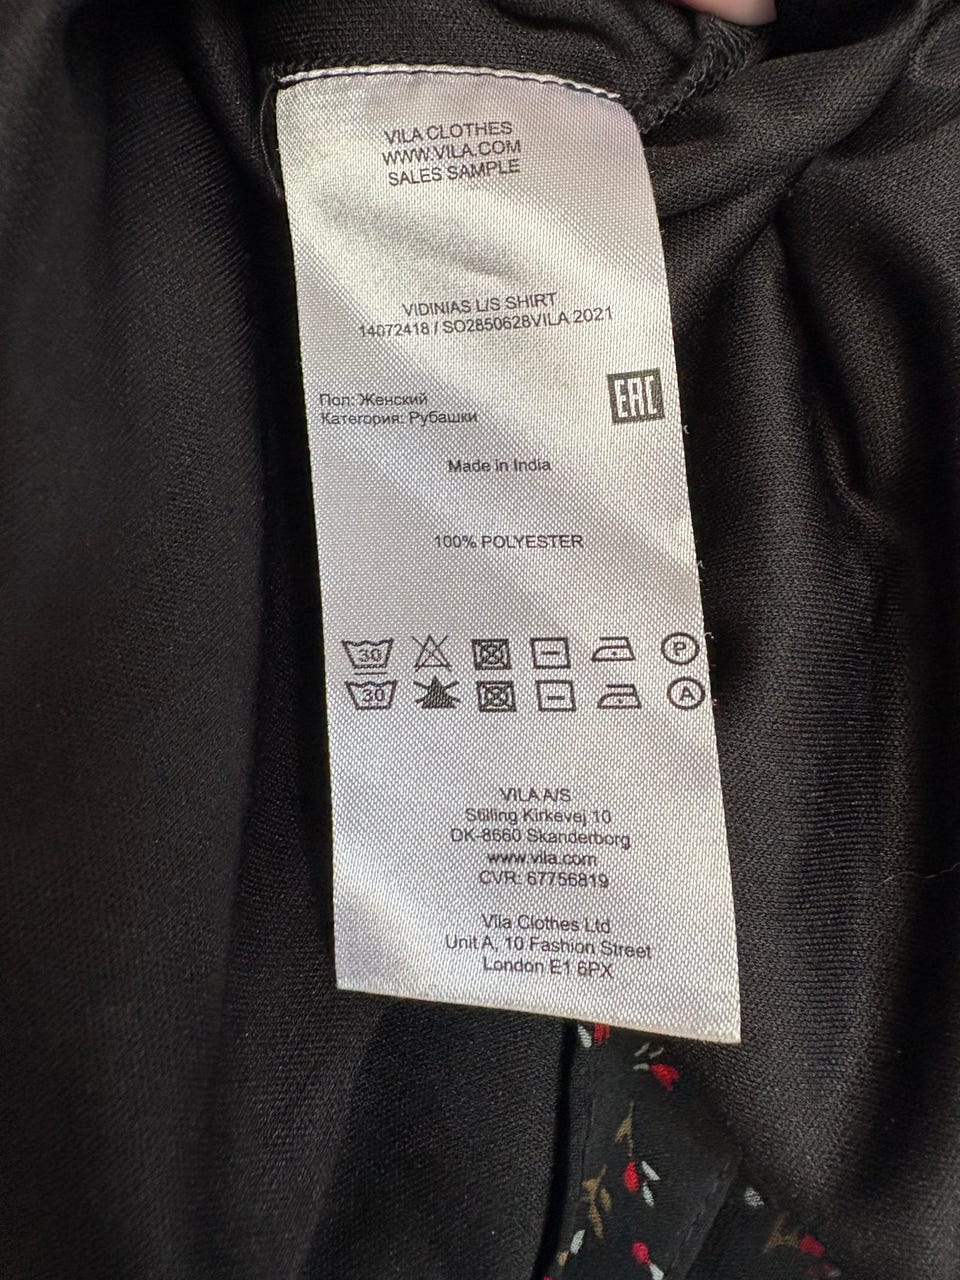 VILA CLOTHES
WWW.VILA.COM
SALES SAMPLE
VIDINIAS L/S SHIRT
14072418 / SO2850628VILA 2021
Пол: Женский
Категория: Рубашки
EAC
Made in India
100% POLYESTER
30 P
30 A
VILA A/S
Stilling Kirkevej 10
DK-8660 Skanderborg
www.vila.com
CVR: 67756819
Vila Clothes Ltd
Unit A, 10 Fashion Street
London E1 6PX